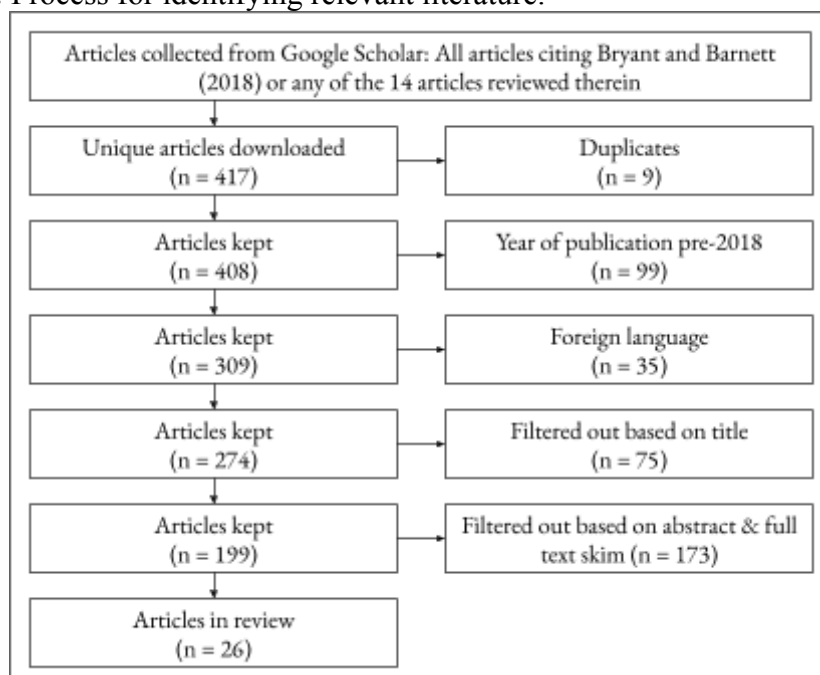 Process for identifying relevant literature.
Articles collected from Google Scholar: All articles citing Bryant and Barnett
(2018) or any of the 14 articles reviewed therein
Unique articles downloaded
(n = 417)
Duplicates
(n = 9)
Articles kept
(n = 408)
Year of publication pre-2018
(n = 99)
Articles kept
(n = 309)
Foreign language
(n = 35)
Articles kept
(n = 274)
Filtered out based on title
(n = 75)
Articles kept
(n = 199)
Filtered out based on abstract & full
text skim (n = 173)
Articles in review
(n = 26)